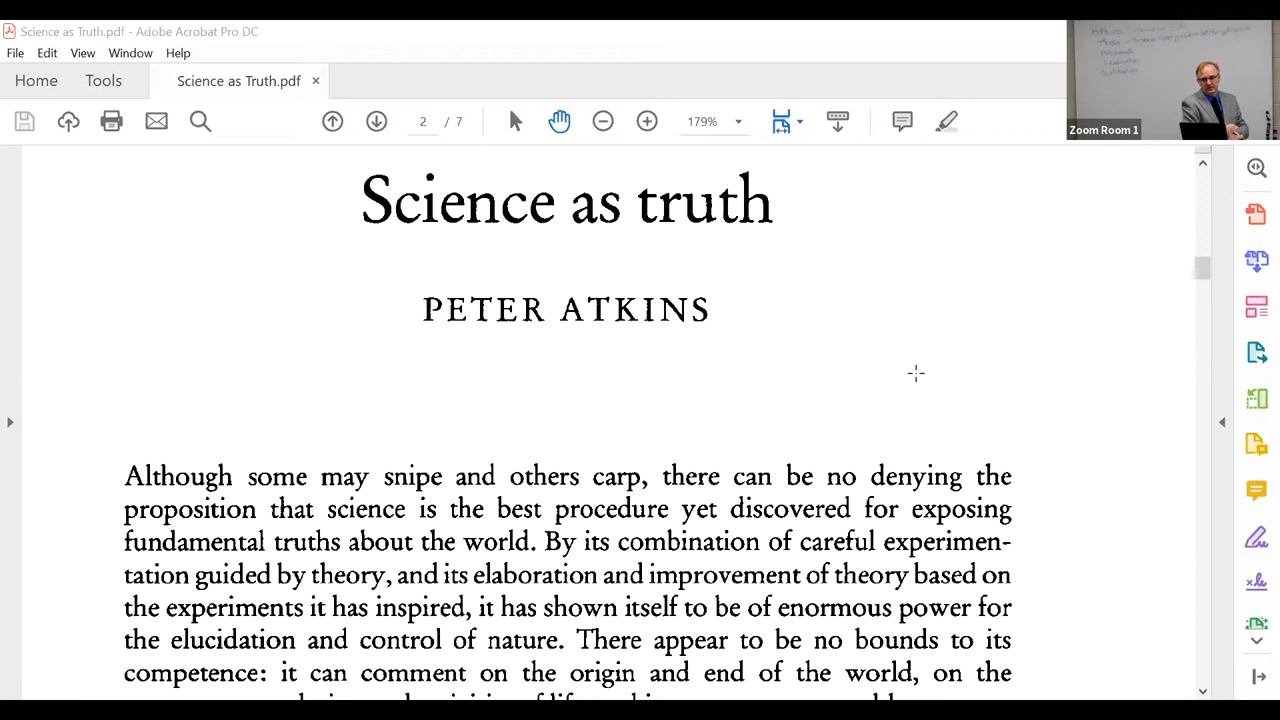 Science as Truth.pdf - Adobe Acrobat Pro DC
File Edit View Window Help
Home Tools Science as Truth.pdf ×
2 / 7 179%
Zoom Room 1
Science as truth
PETER ATKINS
Although some may snipe and others carp, there can be no denying the
proposition that science is the best procedure yet discovered for exposing
fundamental truths about the world. By its combination of careful experimen-
tation guided by theory, and its elaboration and improvement of theory based on
the experiments it has inspired, it has shown itself to be of enormous power for
the elucidation and control of nature. There appear to be no bounds to its
competence: it can comment on the origin and end of the world, on the